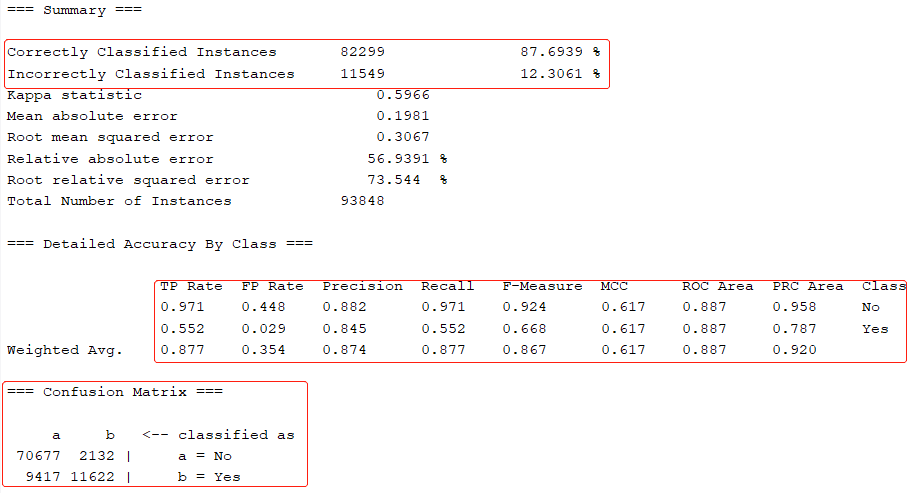 === Summary ===
Correctly Classified Instances 82299 87.6939 %
Incorrectly Classified Instances 11549 12.3061 %
Kappa statistic 0.5966
Mean absolute error 0.1981
Root mean squared error 0.3067
Relative absolute error 56.9391 %
Root relative squared error 73.544 %
Total Number of Instances 93848
=== Detailed Accuracy By Class ===
TP Rate FP Rate Precision Recall F-Measure MCC ROC Area PRC Area Class
0.971 0.448 0.882 0.971 0.924 0.617 0.887 0.958 No
0.552 0.029 0.845 0.552 0.668 0.617 0.887 0.787 Yes
Weighted Avg. 0.877 0.354 0.874 0.877 0.867 0.617 0.887 0.920
=== Confusion Matrix ===
a b <-- classified as
70677 2132 | a = No
9417 11622 | b = Yes